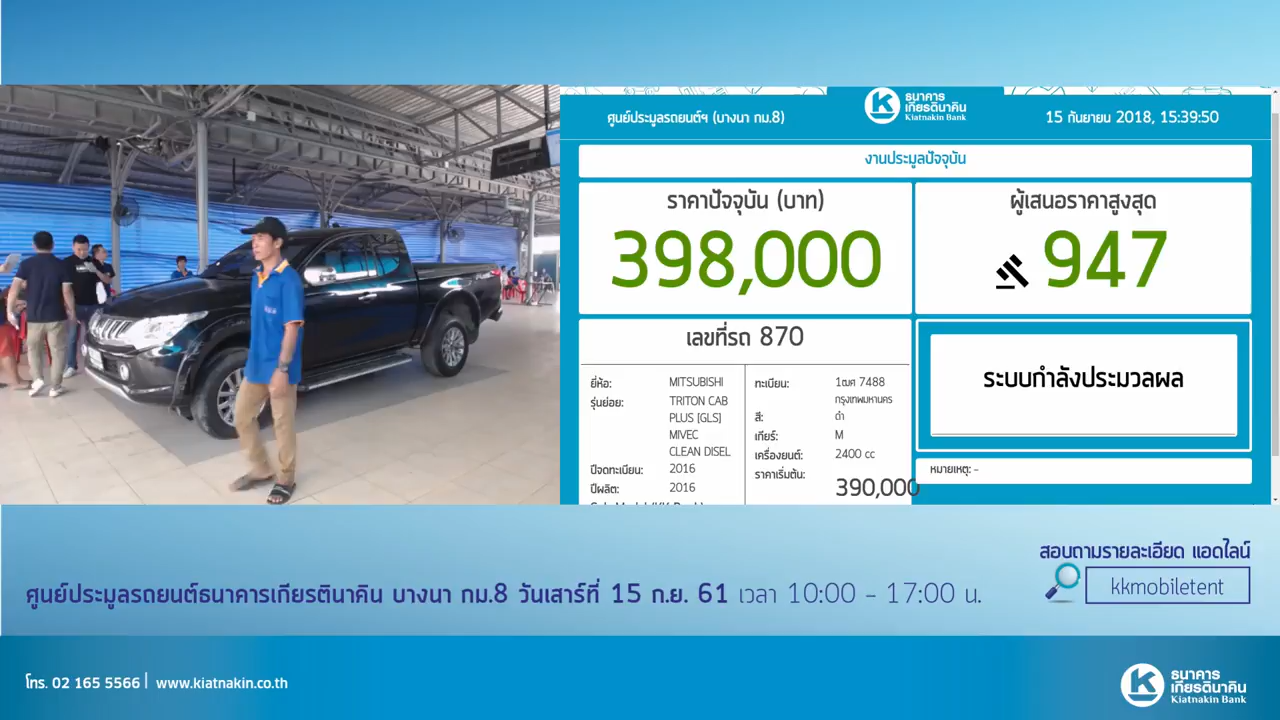 ศูนย์ประมูลรถยนต์ฯ (บางนา กม.8)
ธนาคาร
เกียรตินาคิน
Kiatnakin Bank
15 กันยายน 2018, 15:39:50
งานประมูลปัจจุบัน
ราคาปัจจุบัน (บาท)
398,000
ผู้เสนอราคาสูงสุด
947
เลขที่รถ 870
ยี่ห้อ: MITSUBISHI
รุ่นย่อย: TRITON CAB
PLUS [GLS]
MIVEC
CLEAN DISEL
ปีจดทะเบียน: 2016
ปีผลิต: 2016
ทะเบียน: 1ฒศ 7488
กรุงเทพมหานคร
สี: ดำ
เกียร์: M
เครื่องยนต์: 2400 cc
ราคาเริ่มต้น: 390,000
ระบบกำลังประมวลผล
หมายเหตุ: -
สอบถามรายละเอียด แอดไลน์
kkmobiletent
ศูนย์ประมูลรถยนต์ธนาคารเกียรตินาคิน บางนา กม.8 วันเสาร์ที่ 15 ก.ย. 61 เวลา 10:00 - 17:00 น.
โทร. 02 165 5566 | www.kiatnakin.co.th
ธนาคาร
เกียรตินาคิน
Kiatnakin Bank